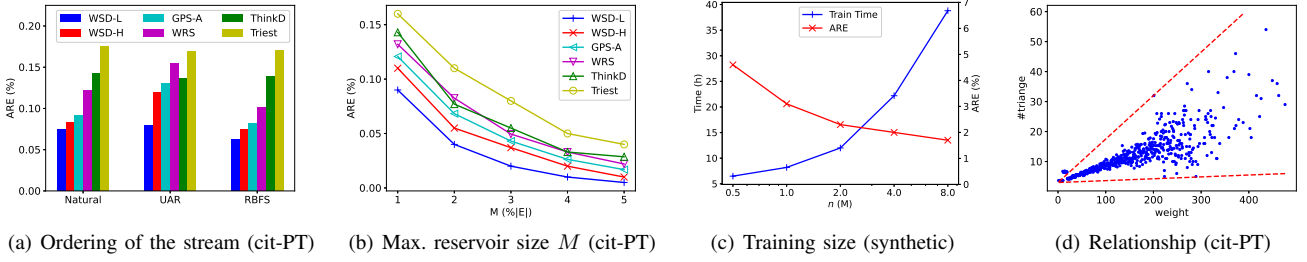 WSD-L
WSD-H
GPS-A
WRS
ThinkD
Triest
ARE (%)
0.20
0.15
0.10
0.05
0.00
Natural UAR RBFS
(a) Ordering of the stream (cit-PT)
WSD-L
WSD-H
GPS-A
WRS
ThinkD
Triest
ARE (%)
0.15
0.10
0.05
0.00
1 2 3 4 5
M (%|E|)
(b) Max. reservoir size M (cit-PT)
Train Time
ARE
Time (h)
40
35
30
25
20
15
10
5
ARE (%)
7
6
5
4
3
2
1
0
0.5 1.0 2.0 4.0 8.0
n (M)
(c) Training size (synthetic)
#triange
60
50
40
30
20
10
0 100 200 300 400
weight
(d) Relationship (cit-PT)